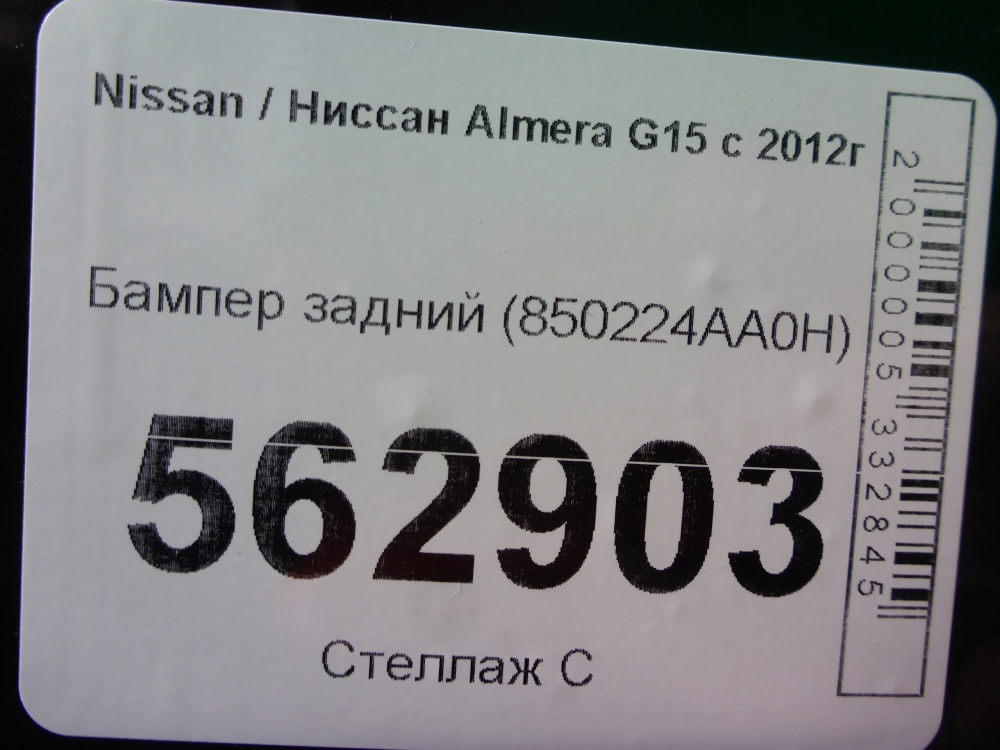 Nissan / Ниссан Almera G15 с 2012г
Бампер задний (850224AA0H)
562903
Стеллаж С
2000005332845